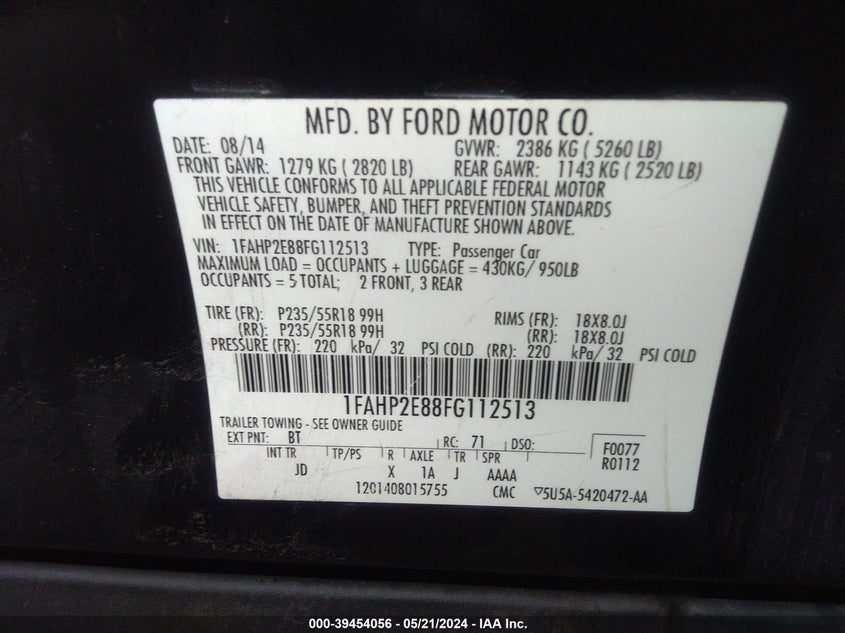 MFD. BY FORD MOTOR CO.
DATE: 08/14 GVWR: 2386 KG ( 5260 LB)
FRONT GAWR: 1279 KG ( 2820 LB) REAR GAWR: 1143 KG ( 2520 LB)
THIS VEHICLE CONFORMS TO ALL APPLICABLE FEDERAL MOTOR
VEHICLE SAFETY, BUMPER, AND THEFT PREVENTION STANDARDS
IN EFFECT ON THE DATE OF MANUFACTURE SHOWN ABOVE.
VIN: 1FAHP2E88FG112513 TYPE: Passenger Car
MAXIMUM LOAD = OCCUPANTS + LUGGAGE = 430KG/ 950LB
OCCUPANTS = 5 TOTAL; 2 FRONT, 3 REAR
TIRE (FR): P235/55R18 99H RIMS (FR): 18X8.0J
(RR): P235/55R18 99H (RR): 18X8.0J
PRESSURE (FR): 220 kPa/ 32 PSI COLD (RR): 220 kPa/ 32 PSI COLD
1FAHP2E88FG112513
TRAILER TOWING - SEE OWNER GUIDE
EXT PNT: BT RC: 71 DSO: F0077
INT TR TP/PS R AXLE TR SPR R0112
JD X 1A J AAAA
1201408015755 CMC ▽5U5A-5420472-AA
000-39454056 — 05/21/2024 — IAA Inc.